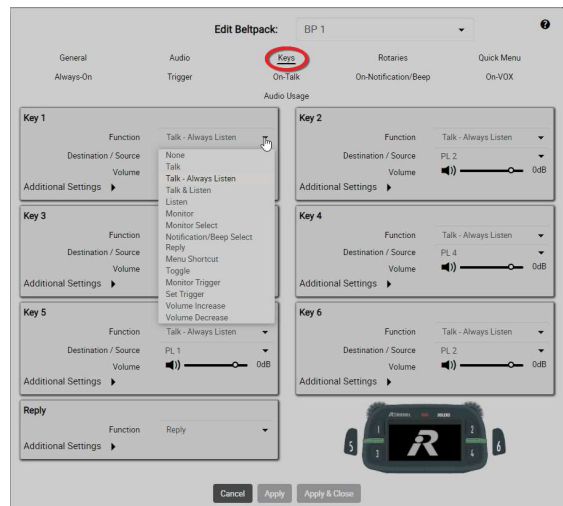 Edit Beltpack: BP 1
General Audio Keys Rotaries Quick Menu
Always-On Trigger On-Talk On-Notification/Beep On-VOX
Audio Usage
Key 1
Function Talk - Always Listen
Destination / Source
Volume
Additional Settings
None
Talk
Talk - Always Listen
Talk & Listen
Listen
Monitor
Monitor Select
Notification/Beep Select
Reply
Menu Shortcut
Toggle
Monitor Trigger
Set Trigger
Volume Increase
Volume Decrease
Key 2
Function Talk - Always Listen
Destination / Source PL 2
Volume 0dB
Additional Settings
Key 3
Function
Destination / Source
Volume
Additional Settings
Key 4
Function Talk - Always Listen
Destination / Source PL 4
Volume 0dB
Additional Settings
Key 5
Function Talk - Always Listen
Destination / Source PL 1
Volume 0dB
Additional Settings
Key 6
Function Talk - Always Listen
Destination / Source PL 2
Volume 0dB
Additional Settings
Reply
Function Reply
Additional Settings
1 2
5 3 4 6
Cancel Apply Apply & Close